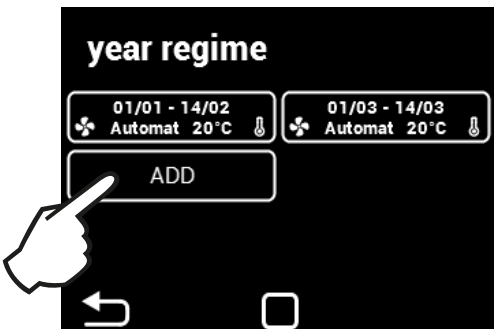 year regime
01/01 - 14/02
Automat 20°C
01/03 - 14/03
Automat 20°C
ADD